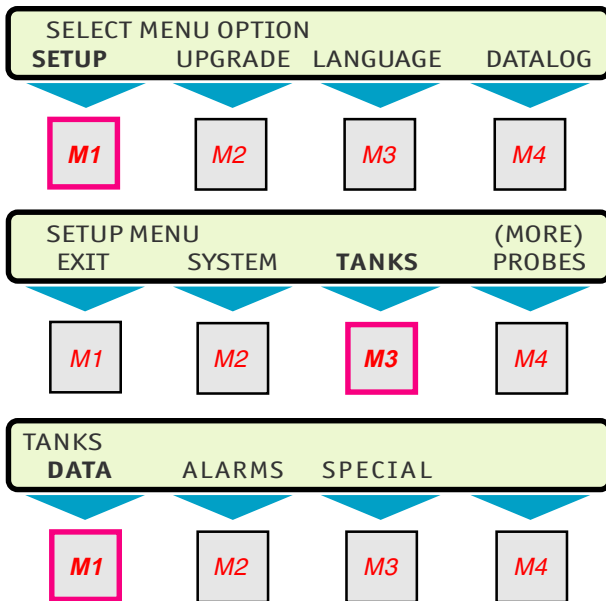 SELECT MENU OPTION
SETUP UPGRADE LANGUAGE DATALOG
M1 M2 M3 M4
SETUP MENU (MORE)
EXIT SYSTEM TANKS PROBES
M1 M2 M3 M4
TANKS
DATA ALARMS SPECIAL
M1 M2 M3 M4